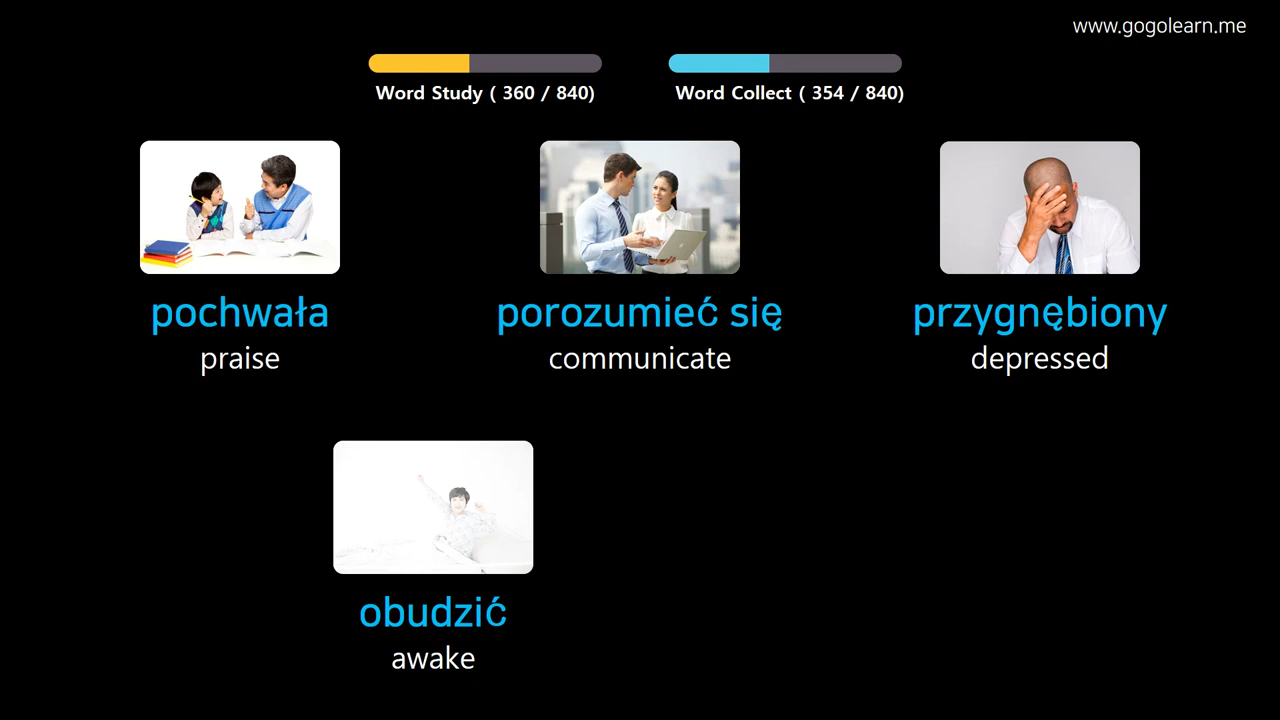 www.gogolearn.me
Word Study ( 360 / 840)
Word Collect ( 354 / 840)
pochwała
praise
porozumieć się
communicate
przygnębiony
depressed
obudzić
awake